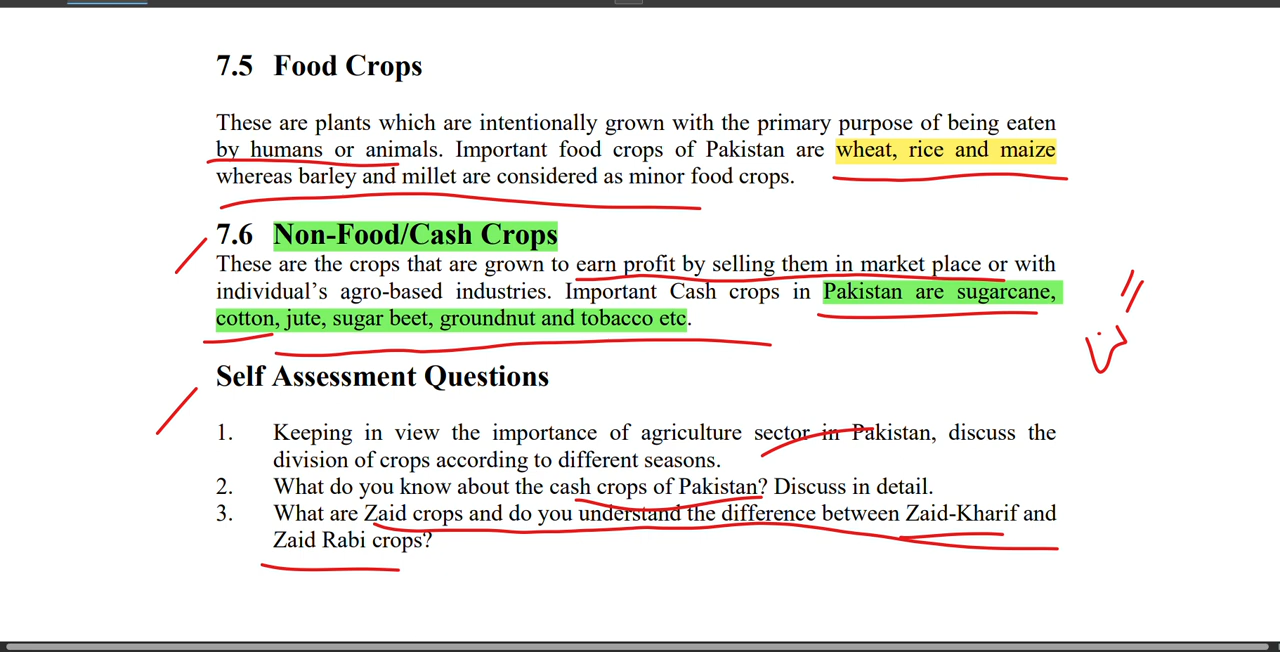 7.5 Food Crops
These are plants which are intentionally grown with the primary purpose of being eaten
by humans or animals. Important food crops of Pakistan are wheat, rice and maize
whereas barley and millet are considered as minor food crops.
7.6 Non-Food/Cash Crops
These are the crops that are grown to earn profit by selling them in market place or with
individual's agro-based industries. Important Cash crops in Pakistan are sugarcane,
cotton, jute, sugar beet, groundnut and tobacco etc.
Self Assessment Questions
1. Keeping in view the importance of agriculture sector in Pakistan, discuss the
division of crops according to different seasons.
2. What do you know about the cash crops of Pakistan? Discuss in detail.
3. What are Zaid crops and do you understand the difference between Zaid-Kharif and
Zaid Rabi crops?